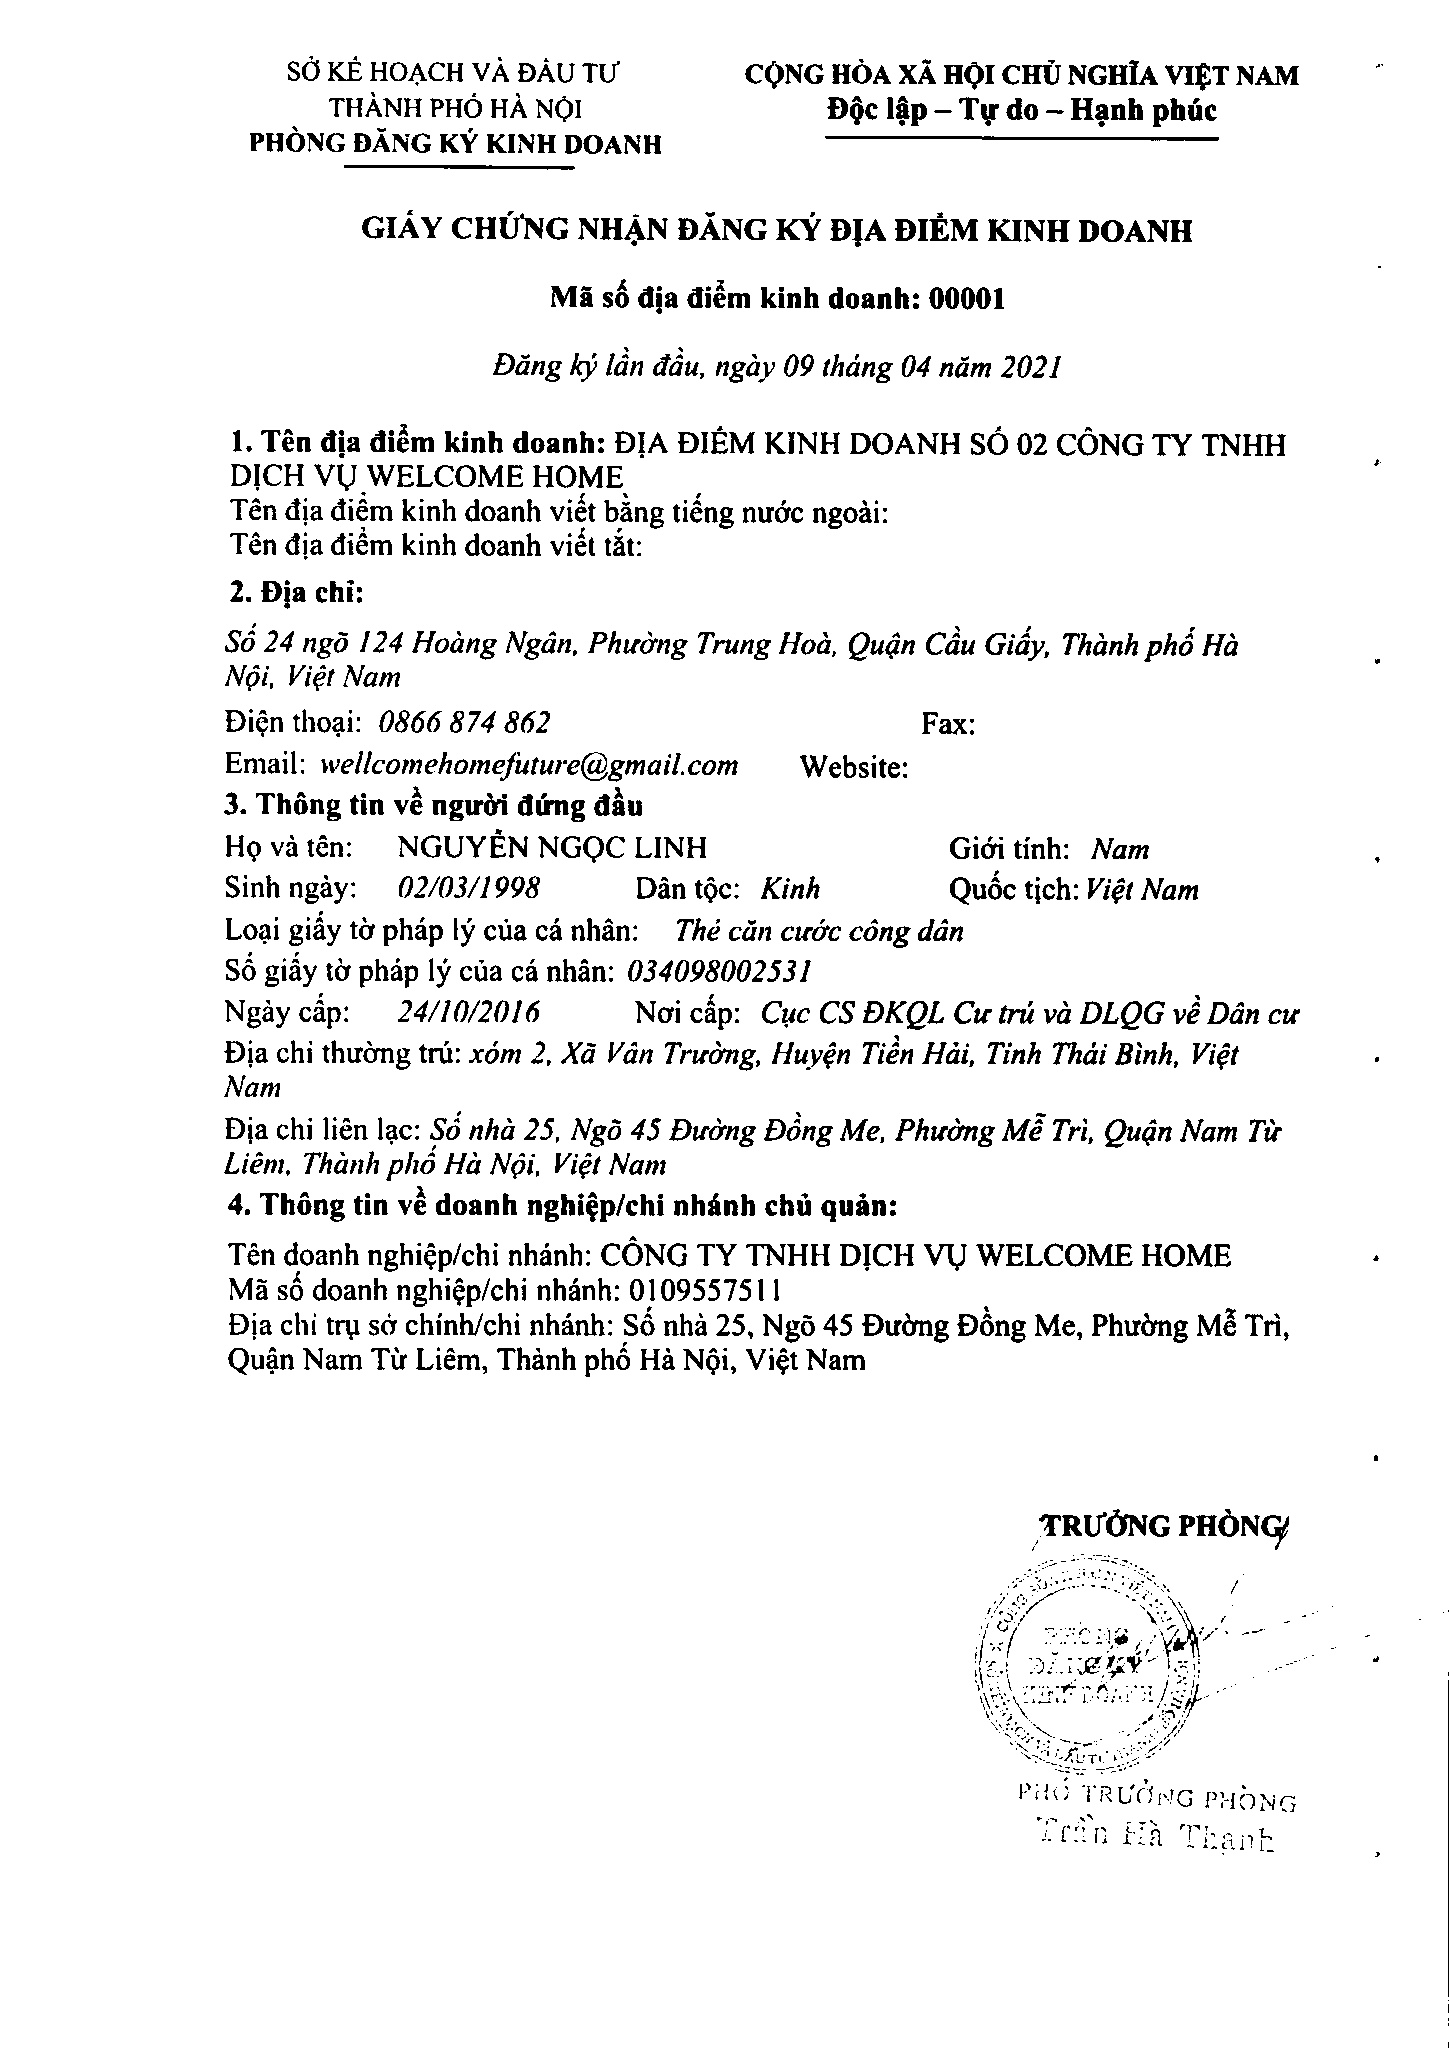 SỞ KẾ HOẠCH VÀ ĐẦU TƯ
THÀNH PHỐ HÀ NỘI
PHÒNG ĐĂNG KÝ KINH DOANH
CỘNG HÒA XÃ HỘI CHỦ NGHĨA VIỆT NAM
Độc lập – Tự do – Hạnh phúc
GIẤY CHỨNG NHẬN ĐĂNG KÝ ĐỊA ĐIỂM KINH DOANH
Mã số địa điểm kinh doanh: 00001
Đăng ký lần đầu, ngày 09 tháng 04 năm 2021
1. Tên địa điểm kinh doanh: ĐỊA ĐIỂM KINH DOANH SỐ 02 CÔNG TY TNHH
DỊCH VỤ WELCOME HOME
Tên địa điểm kinh doanh viết bằng tiếng nước ngoài:
Tên địa điểm kinh doanh viết tắt:
2. Địa chỉ:
Số 24 ngõ 124 Hoàng Ngân, Phường Trung Hoà, Quận Cầu Giấy, Thành phố Hà
Nội, Việt Nam
Điện thoại: 0866 874 862 Fax:
Email: wellcomehomefuture@gmail.com Website:
3. Thông tin về người đứng đầu
Họ và tên: NGUYỄN NGỌC LINH Giới tính: Nam
Sinh ngày: 02/03/1998 Dân tộc: Kinh Quốc tịch: Việt Nam
Loại giấy tờ pháp lý của cá nhân: Thẻ căn cước công dân
Số giấy tờ pháp lý của cá nhân: 034098002531
Ngày cấp: 24/10/2016 Nơi cấp: Cục CS ĐKQL Cư trú và DLQG về Dân cư
Địa chỉ thường trú: xóm 2, Xã Vân Trường, Huyện Tiền Hải, Tỉnh Thái Bình, Việt
Nam
Địa chỉ liên lạc: Số nhà 25, Ngõ 45 Đường Đồng Me, Phường Mễ Trì, Quận Nam Từ
Liêm, Thành phố Hà Nội, Việt Nam
4. Thông tin về doanh nghiệp/chi nhánh chủ quản:
Tên doanh nghiệp/chi nhánh: CÔNG TY TNHH DỊCH VỤ WELCOME HOME
Mã số doanh nghiệp/chi nhánh: 0109557511
Địa chỉ trụ sở chính/chi nhánh: Số nhà 25, Ngõ 45 Đường Đồng Me, Phường Mễ Trì,
Quận Nam Từ Liêm, Thành phố Hà Nội, Việt Nam
TRƯỞNG PHÒNG
PHÒNG
ĐĂNG KÝ
KINH DOANH
PHÓ TRƯỞNG PHÒNG
Trần Hà Thanh